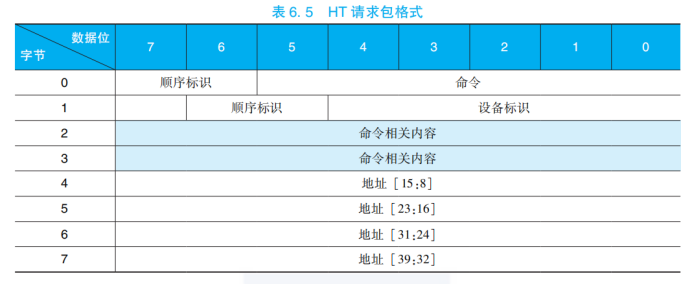 表 6. 5 HT 请求包格式
数据位 字节 7 6 5 4 3 2 1 0
0 顺序标识 命令
1 顺序标识 设备标识
2 命令相关内容
3 命令相关内容
4 地址 [15:8]
5 地址 [23:16]
6 地址 [31:24]
7 地址 [39:32]